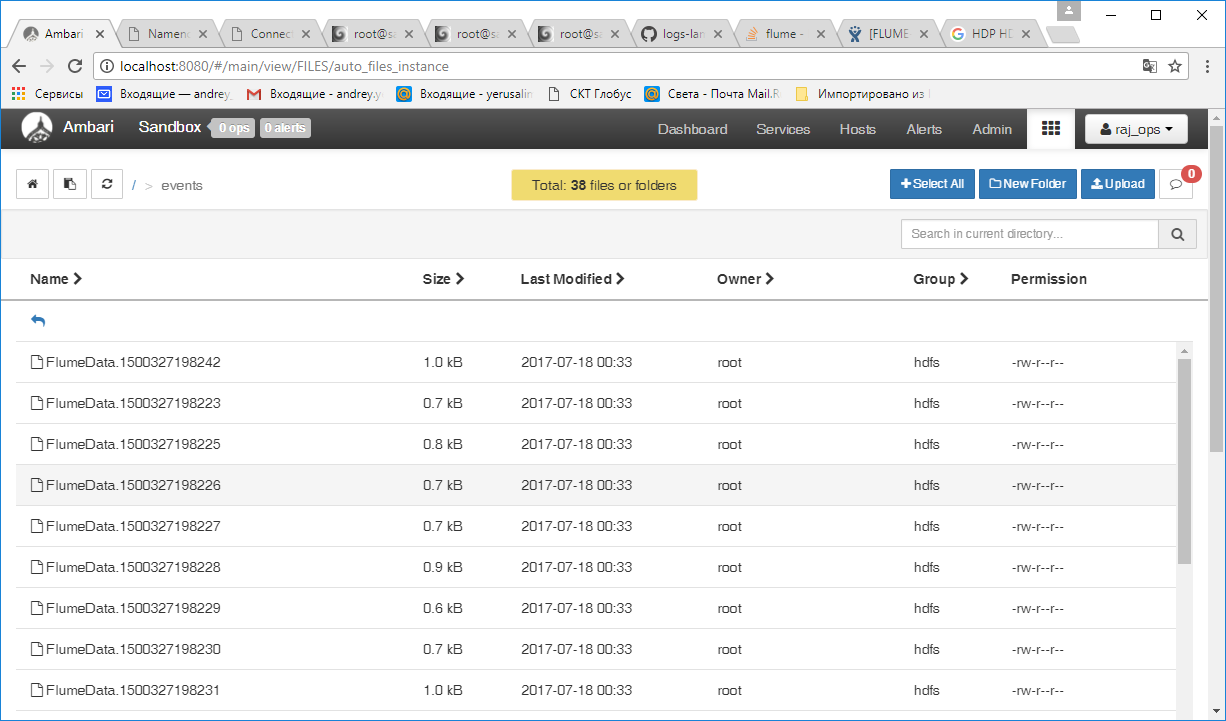 Ambari Namenc Connec root@sa root@sa root@sa logs-lan flume - [FLUME HDP HD
localhost:8080/#/main/view/FILES/auto_files_instance
Сервисы Входящие — andrey Входящие - andrey.y Входящие - yerusalin СКТ Глобус Света - Почта Mail.R Импортировано из
Ambari Sandbox 0 ops 0 alerts Dashboard Services Hosts Alerts Admin raj_ops
/ > events Total: 38 files or folders Select All New Folder Upload 0
Search in current directory...
Name Size Last Modified Owner Group Permission
FlumeData.1500327198242 1.0 kB 2017-07-18 00:33 root hdfs -rw-r--r--
FlumeData.1500327198223 0.7 kB 2017-07-18 00:33 root hdfs -rw-r--r--
FlumeData.1500327198225 0.8 kB 2017-07-18 00:33 root hdfs -rw-r--r--
FlumeData.1500327198226 0.7 kB 2017-07-18 00:33 root hdfs -rw-r--r--
FlumeData.1500327198227 0.7 kB 2017-07-18 00:33 root hdfs -rw-r--r--
FlumeData.1500327198228 0.9 kB 2017-07-18 00:33 root hdfs -rw-r--r--
FlumeData.1500327198229 0.6 kB 2017-07-18 00:33 root hdfs -rw-r--r--
FlumeData.1500327198230 0.7 kB 2017-07-18 00:33 root hdfs -rw-r--r--
FlumeData.1500327198231 1.0 kB 2017-07-18 00:33 root hdfs -rw-r--r--